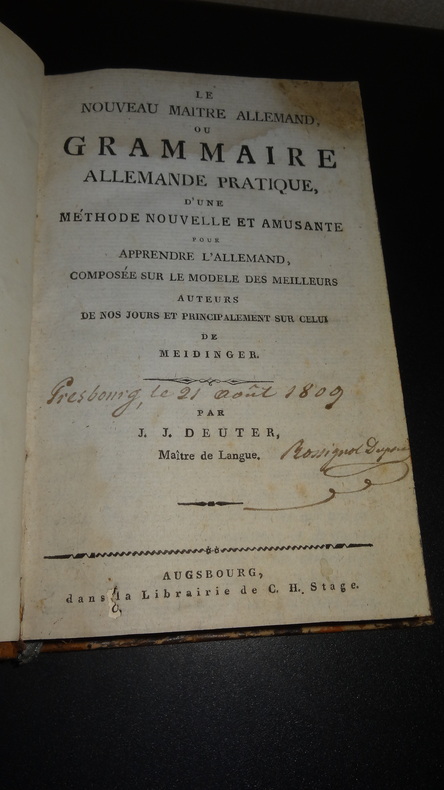 LE
NOUVEAU MAITRE ALLEMAND,
OU
GRAMMAIRE
ALLEMANDE PRATIQUE,
D'UNE
MÉTHODE NOUVELLE ET AMUSANTE
POUR
APPRENDRE L'ALLEMAND,
COMPOSÉE SUR LE MODELE DES MEILLEURS
AUTEURS
DE NOS JOURS ET PRINCIPALEMENT SUR CELUI
DE
MEIDINGER.
Presbourg, le 21 août 1809
PAR
J. J. DEUTER,
Maître de Langue.
Rossignol
AUGSBOURG,
dans la Librairie de C. H. Stage.